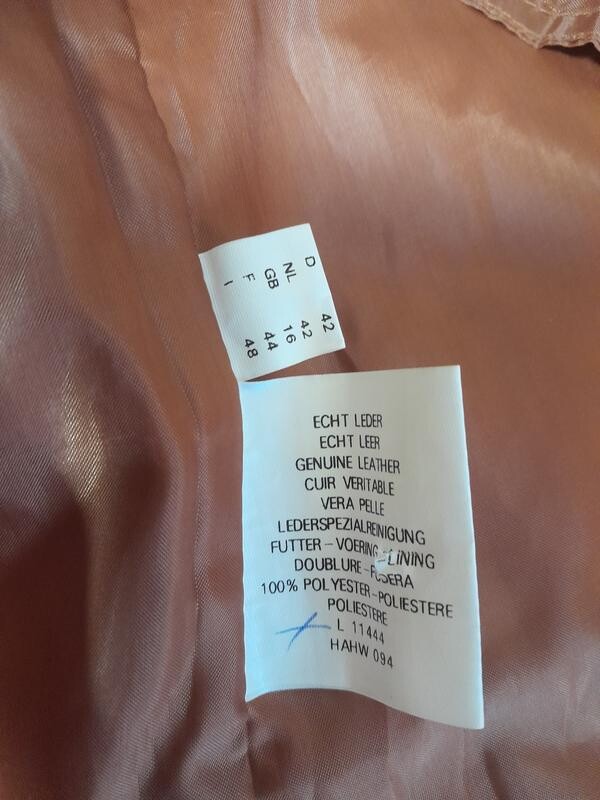 D 42
NL 42
GB 16
F 44
I 48
ECHT LEDER
ECHT LEER
GENUINE LEATHER
CUIR VERITABLE
VERA PELLE
LEDERSPEZIALREINIGUNG
FUTTER-VOERING-LINING
DOUBLURE-
100% POLYESTER-POLIESTERE
POLIESTERE
L 11444
HAHW 094